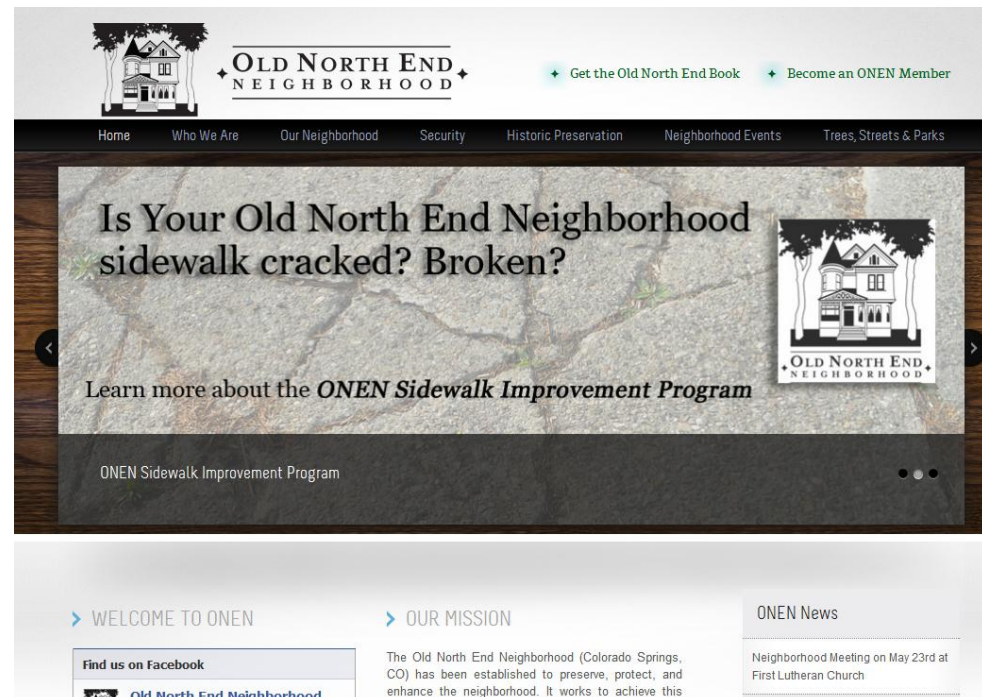 OLD NORTH END
NEIGHBORHOOD
Get the Old North End Book
Become an ONEN Member
Home
Who We Are
Our Neighborhood
Security
Historic Preservation
Neighborhood Events
Trees, Streets & Parks
Is Your Old North End Neighborhood
sidewalk cracked? Broken?
OLD NORTH END
NEIGHBORHOOD
Learn more about the ONEN Sidewalk Improvement Program
ONEN Sidewalk Improvement Program
WELCOME TO ONEN
Find us on Facebook
Old North End Neighborhood
OUR MISSION
The Old North End Neighborhood (Colorado Springs,
CO) has been established to preserve, protect, and
enhance the neighborhood. It works to achieve this
ONEN News
Neighborhood Meeting on May 23rd at
First Lutheran Church